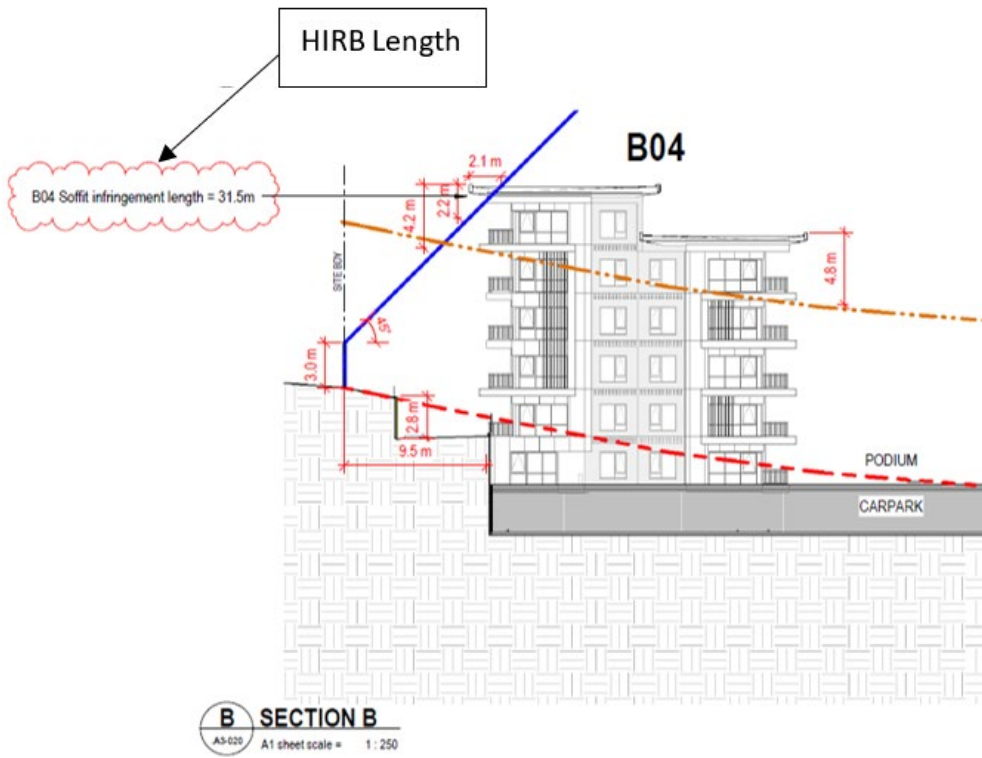 HIRB Length
B04
2.1 m
B04 Soffit infringement length = 31.5m
2.2 m
4.2 m
SITE BDY
4.8 m
45°
3.0 m
2.8 m
9.5 m
PODIUM
CARPARK
B SECTION B
A3-020 A1 sheet scale = 1 : 250